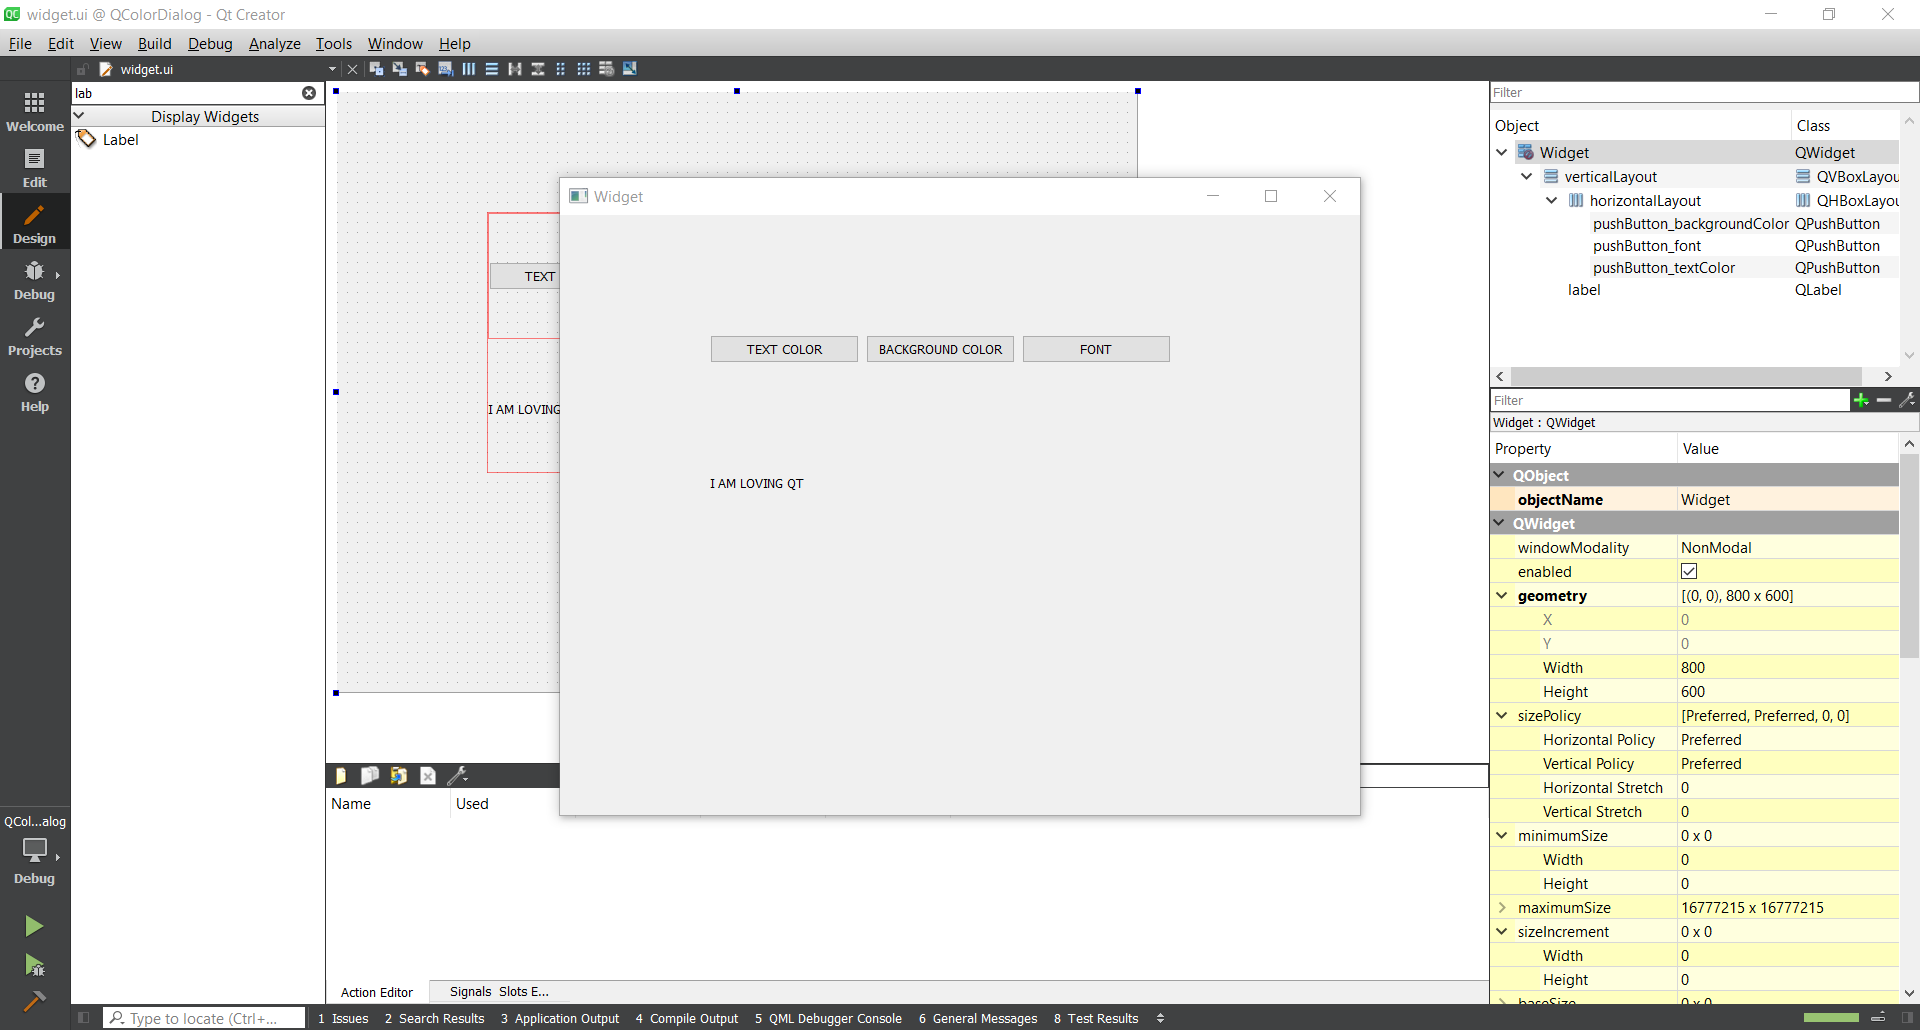 widget.ui @ QColorDialog - Qt Creator
File Edit View Build Debug Analyze Tools Window Help
widget.ui
Welcome
Edit
Design
Debug
Projects
Help
QCol...alog
Debug
lab
Display Widgets
Label
TEXT
I AM LOVING
Widget
TEXT COLOR BACKGROUND COLOR FONT
I AM LOVING QT
Name Used
Action Editor Signals Slots E...
Filter
Object Class
Widget QWidget
verticalLayout QVBoxLayou
horizontalLayout QHBoxLayou
pushButton_backgroundColor QPushButton
pushButton_font QPushButton
pushButton_textColor QPushButton
label QLabel
Filter
Widget : QWidget
Property Value
QObject
objectName Widget
QWidget
windowModality NonModal
enabled
geometry [(0, 0), 800 x 600]
X 0
Y 0
Width 800
Height 600
sizePolicy [Preferred, Preferred, 0, 0]
Horizontal Policy Preferred
Vertical Policy Preferred
Horizontal Stretch 0
Vertical Stretch 0
minimumSize 0 x 0
Width 0
Height 0
maximumSize 16777215 x 16777215
sizeIncrement 0 x 0
Width 0
Height 0
baseSize 0 x 0
Type to locate (Ctrl+... 1 Issues 2 Search Results 3 Application Output 4 Compile Output 5 QML Debugger Console 6 General Messages 8 Test Results